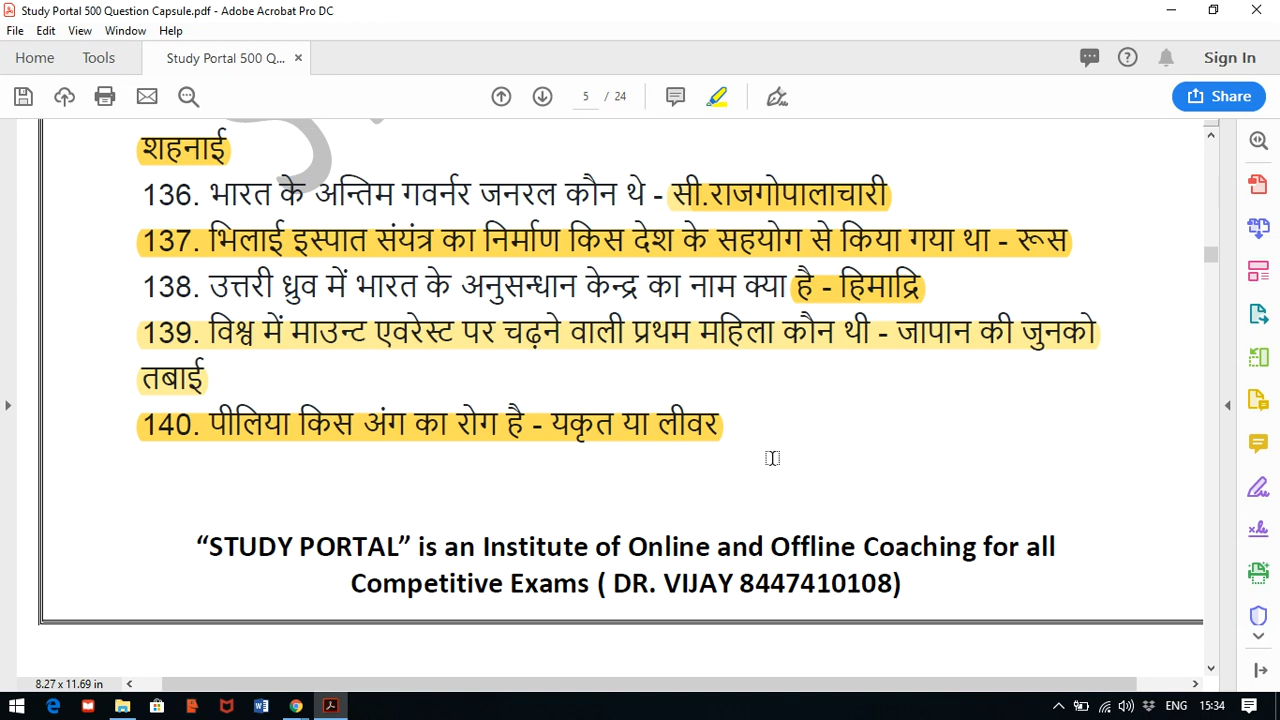 Study Portal 500 Question Capsule.pdf - Adobe Acrobat Pro DC
File Edit View Window Help
Home Tools Study Portal 500 Q... × Sign In
5 / 24 Share
शहनाई
136. भारत के अन्तिम गवर्नर जनरल कौन थे - सी.राजगोपालाचारी
137. भिलाई इस्पात संयंत्र का निर्माण किस देश के सहयोग से किया गया था - रूस
138. उत्तरी ध्रुव में भारत के अनुसन्धान केन्द्र का नाम क्या है - हिमाद्रि
139. विश्व में माउन्ट एवरेस्ट पर चढ़ने वाली प्रथम महिला कौन थी - जापान की जुनको
तबाई
140. पीलिया किस अंग का रोग है - यकृत या लीवर
“STUDY PORTAL” is an Institute of Online and Offline Coaching for all
Competitive Exams ( DR. VIJAY 8447410108)
8.27 x 11.69 in
ENG 15:34